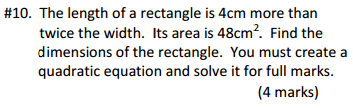 #10. The length of a rectangle is 4cm more than
twice the width. Its area is 48cm². Find the
dimensions of the rectangle. You must create a
quadratic equation and solve it for full marks.
(4 marks)